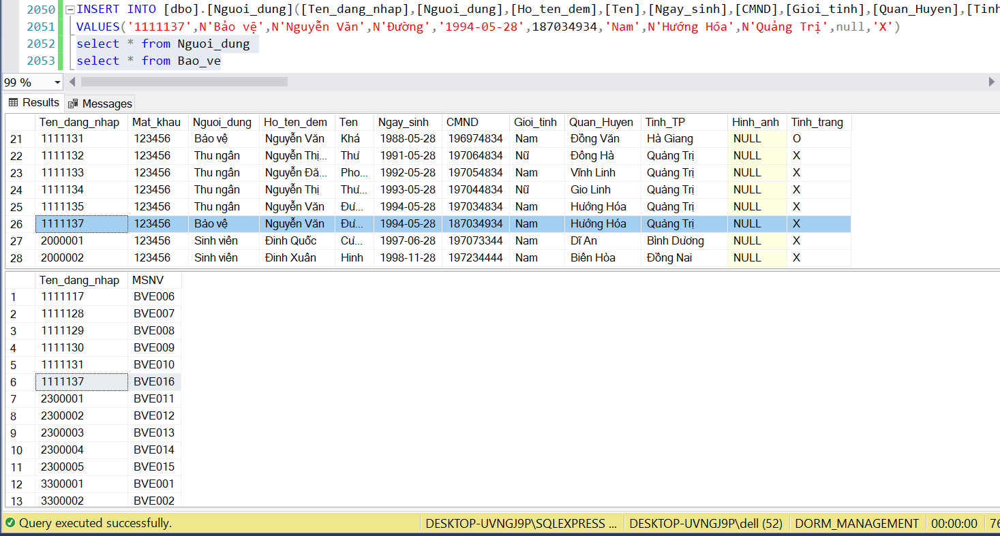 2050 INSERT INTO [dbo].[Nguoi_dung]([Ten_dang_nhap],[Nguoi_dung],[Ho_ten_dem],[Ten],[Ngay_sinh],[CMND],[Gioi_tinh],[Quan_Huyen],[Tinh
2051 VALUES('1111137',N'Bảo vệ',N'Nguyễn Văn',N'Đường','1994-05-28',187034934,'Nam',N'Hướng Hóa',N'Quảng Trị',null,'X')
2052 select * from Nguoi_dung
2053 select * from Bao_ve
99 %
Results Messages
Ten_dang_nhap Mat_khau Nguoi_dung Ho_ten_dem Ten Ngay_sinh CMND Gioi_tinh Quan_Huyen Tinh_TP Hinh_anh Tinh_trang
21 1111131 123456 Bảo vệ Nguyễn Văn Khá 1988-05-28 196974834 Nam Đồng Văn Hà Giang NULL O
22 1111132 123456 Thu ngân Nguyễn Thị... Thư 1991-05-28 197064834 Nữ Đông Hà Quảng Trị NULL X
23 1111133 123456 Thu ngân Nguyễn Đă... Pho... 1992-05-28 197054834 Nam Vĩnh Linh Quảng Trị NULL X
24 1111134 123456 Thu ngân Nguyễn Thị Thư... 1993-05-28 197044834 Nữ Gio Linh Quảng Trị NULL X
25 1111135 123456 Thu ngân Nguyễn Văn Đư... 1994-05-28 197034834 Nam Hướng Hóa Quảng Trị NULL X
26 1111137 123456 Bảo vệ Nguyễn Văn Đư... 1994-05-28 187034934 Nam Hướng Hóa Quảng Trị NULL X
27 2000001 123456 Sinh viên Đinh Quốc Cư... 1997-06-28 197073344 Nam Dĩ An Bình Dương NULL X
28 2000002 123456 Sinh viên Đinh Xuân Hinh 1998-11-28 197234444 Nam Biên Hòa Đồng Nai NULL X
Ten_dang_nhap MSNV
1 1111117 BVE006
2 1111128 BVE007
3 1111129 BVE008
4 1111130 BVE009
5 1111131 BVE010
6 1111137 BVE016
7 2300001 BVE011
8 2300002 BVE012
9 2300003 BVE013
10 2300004 BVE014
11 2300005 BVE015
12 3300001 BVE001
13 3300002 BVE002
Query executed successfully. DESKTOP-UVNGJ9P\SQLEXPRESS ... DESKTOP-UVNGJ9P\dell (52) DORM_MANAGEMENT 00:00:00 76